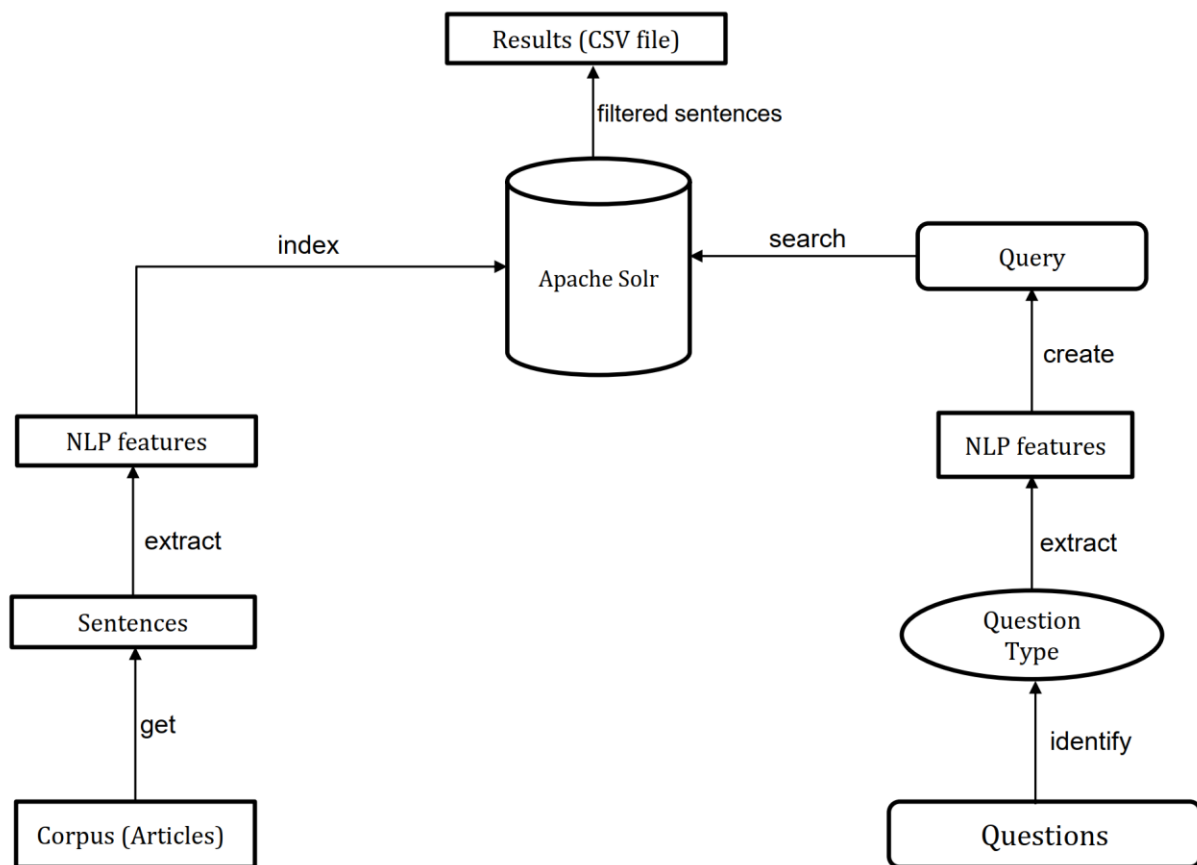 Results (CSV file)
filtered sentences
index
search
Apache Solr
Query
create
NLP features
NLP features
extract
extract
Sentences
Question
Type
get
identify
Corpus (Articles)
Questions